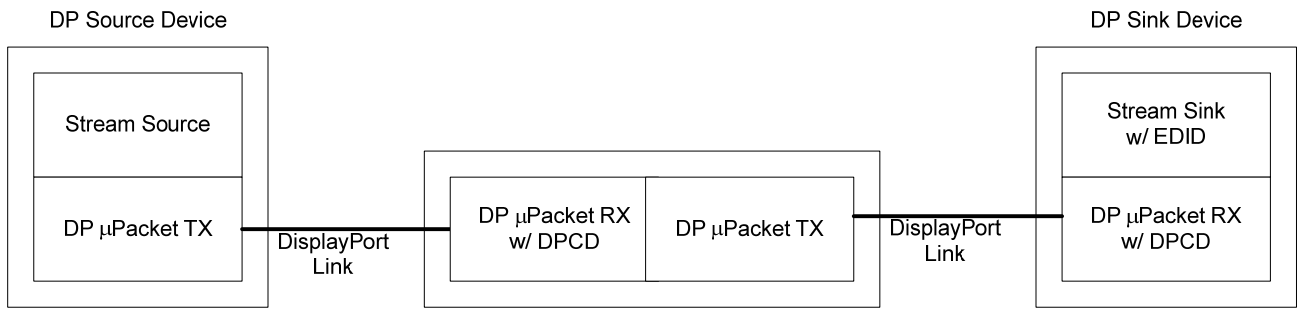 DP Source Device
DP Sink Device
Stream Source
DP μPacket TX
DisplayPort
Link
DP μPacket RX
w/ DPCD
DP μPacket TX
DisplayPort
Link
Stream Sink
w/ EDID
DP μPacket RX
w/ DPCD